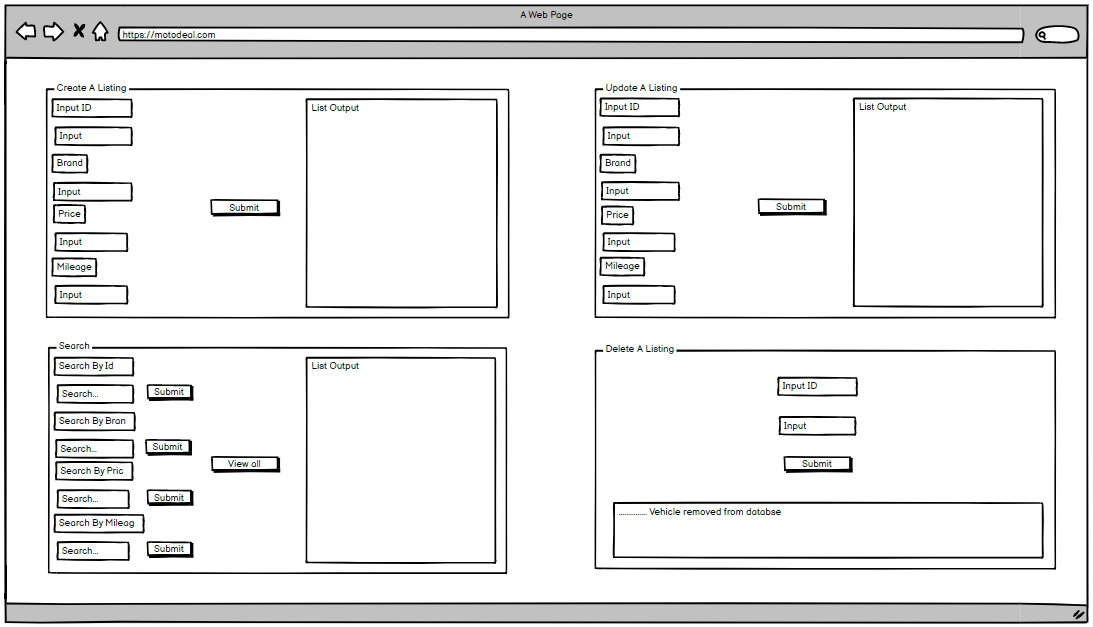 A Web Page
https://motodeal.com
Create A Listing
Input ID
Input
Brand
Input
Price
Input
Mileage
Input
Submit
List Output
Update A Listing
Input ID
Input
Brand
Input
Price
Input
Mileage
Input
Submit
List Output
Search
Search By Id
Search...
Submit
Search By Bran
Search...
Submit
Search By Pric
Search...
Submit
Search By Mileag
Search...
Submit
View all
List Output
Delete A Listing
Input ID
Input
Submit
.............. Vehicle removed from databse